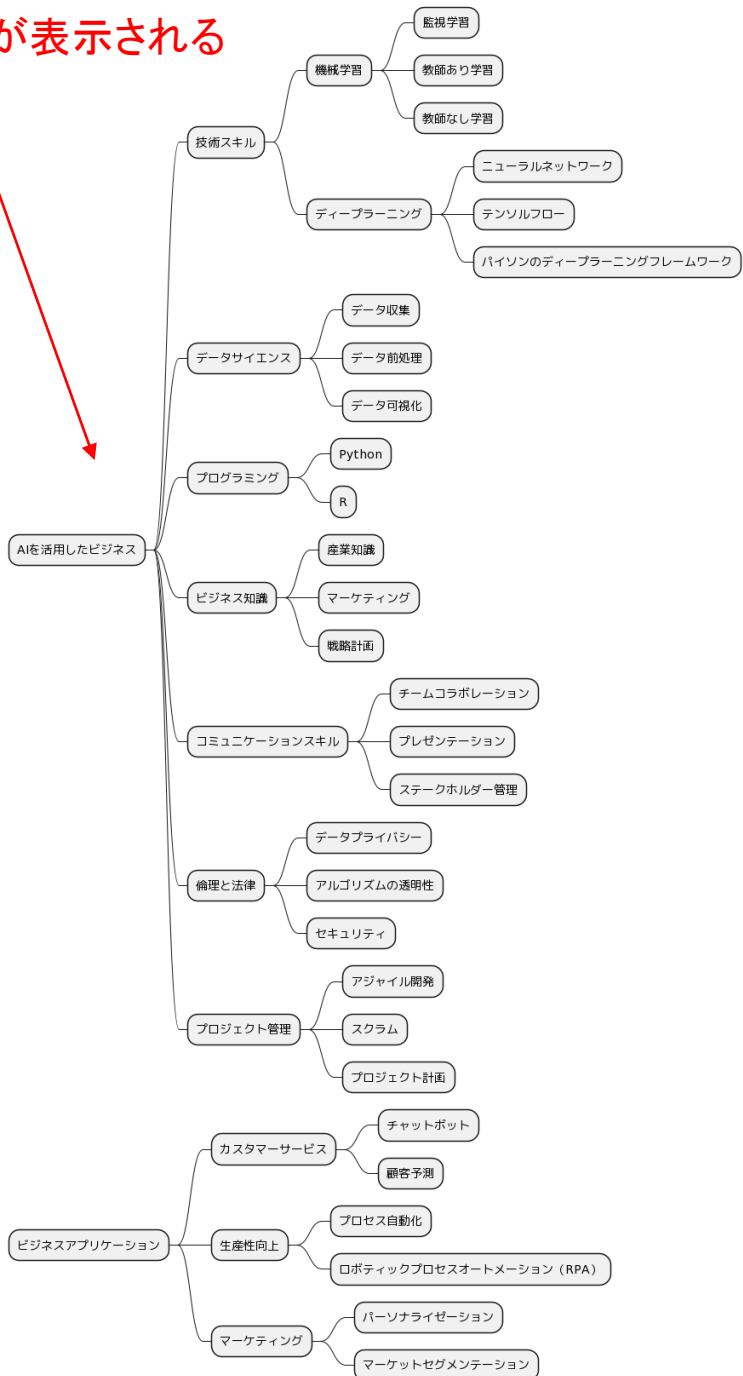 が表示される
AIを活用したビジネス
技術スキル
機械学習
監視学習
教師あり学習
教師なし学習
ディープラーニング
ニューラルネットワーク
テンソルフロー
パイソンのディープラーニングフレームワーク
データサイエンス
データ収集
データ前処理
データ可視化
プログラミング
Python
R
ビジネス知識
産業知識
マーケティング
戦略計画
コミュニケーションスキル
チームコラボレーション
プレゼンテーション
ステークホルダー管理
倫理と法律
データプライバシー
アルゴリズムの透明性
セキュリティ
プロジェクト管理
アジャイル開発
スクラム
プロジェクト計画
ビジネスアプリケーション
カスタマーサービス
チャットボット
顧客予測
生産性向上
プロセス自動化
ロボティックプロセスオートメーション（RPA）
マーケティング
パーソナライゼーション
マーケットセグメンテーション